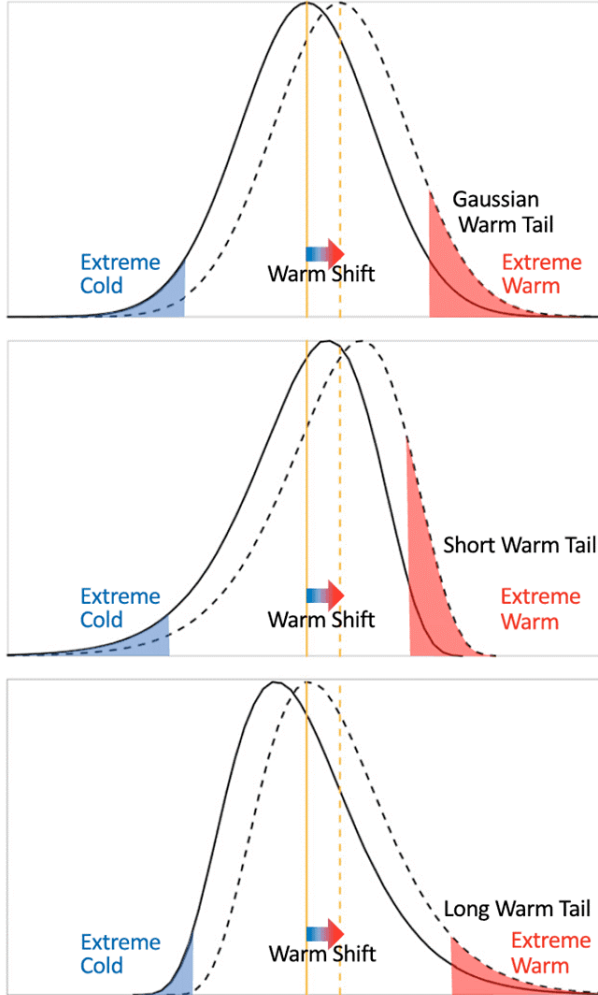 Gaussian
Warm Tail
Extreme
Cold
Warm Shift
Extreme
Warm
Short Warm Tail
Extreme
Cold
Warm Shift
Extreme
Warm
Long Warm Tail
Extreme
Cold
Warm Shift
Extreme
Warm